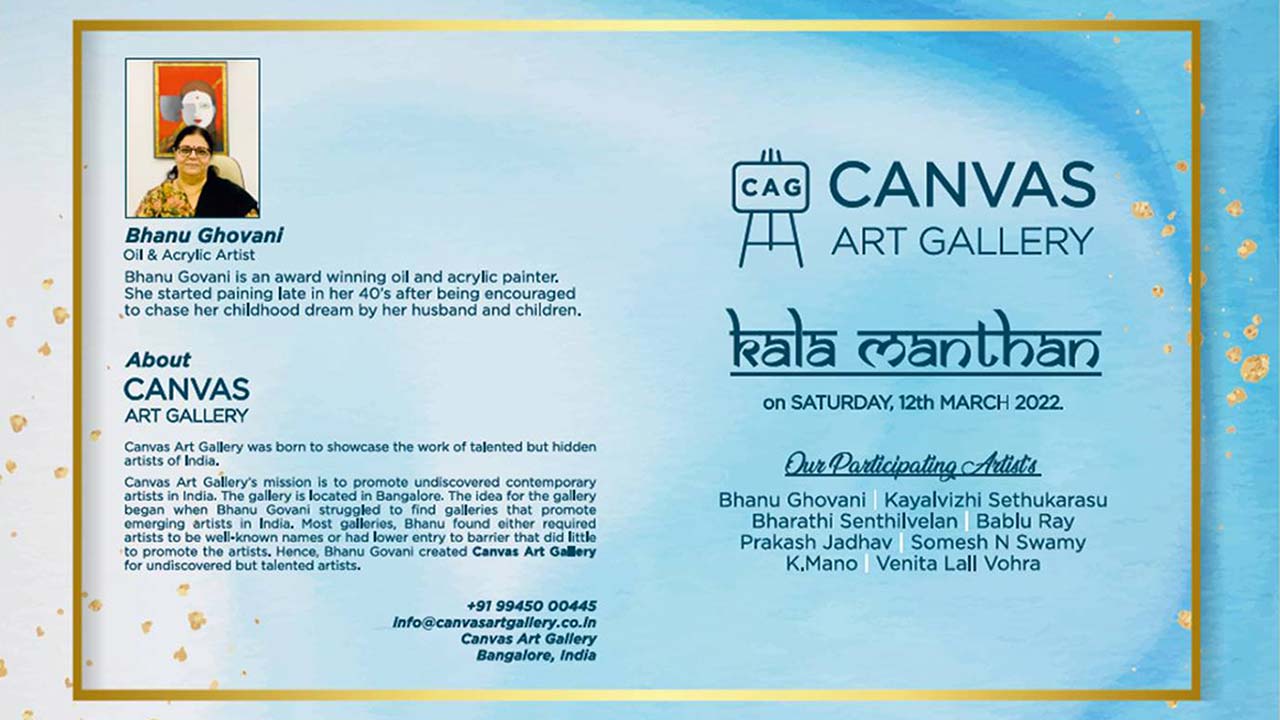 Bhanu Ghovani
Oil & Acrylic Artist
Bhanu Govani is an award winning oil and acrylic painter.
She started paining late in her 40's after being encouraged
to chase her childhood dream by her husband and children.
About
CANVAS
ART GALLERY
Canvas Art Gallery was born to showcase the work of talented but hidden
artists of India.
Canvas Art Gallery's mission is to promote undiscovered contemporary
artists in India. The gallery is located in Bangalore. The idea for the gallery
began when Bhanu Govani struggled to find galleries that promote
emerging artists in India. Most galleries, Bhanu found either required
artists to be well-known names or had lower entry to barrier that did little
to promote the artists. Hence, Bhanu Govani created Canvas Art Gallery
for undiscovered but talented artists.
+91 99450 00445
Info@canvasartgallery.co.in
Canvas Art Gallery
Bangalore, India
CAG
CANVAS
ART GALLERY
kala manthan
on SATURDAY, 12th MARCH 2022.
Our Participating Artist's
Bhanu Ghovani | Kayalvizhi Sethukarasu
Bharathi Senthilvelan | Bablu Ray
Prakash Jadhav | Somesh N Swamy
K.Mano | Venita Lall Vohra